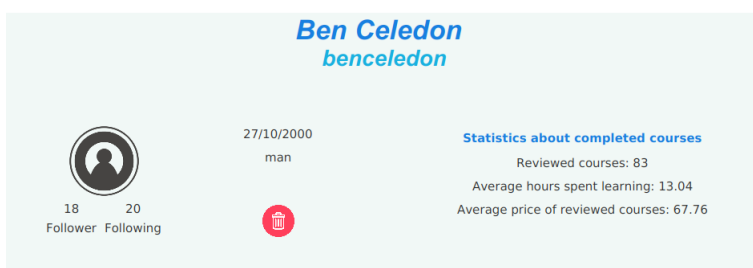 Ben Celedon
benceledon
27/10/2000
man
18 20
Follower Following
Statistics about completed courses
Reviewed courses: 83
Average hours spent learning: 13.04
Average price of reviewed courses: 67.76